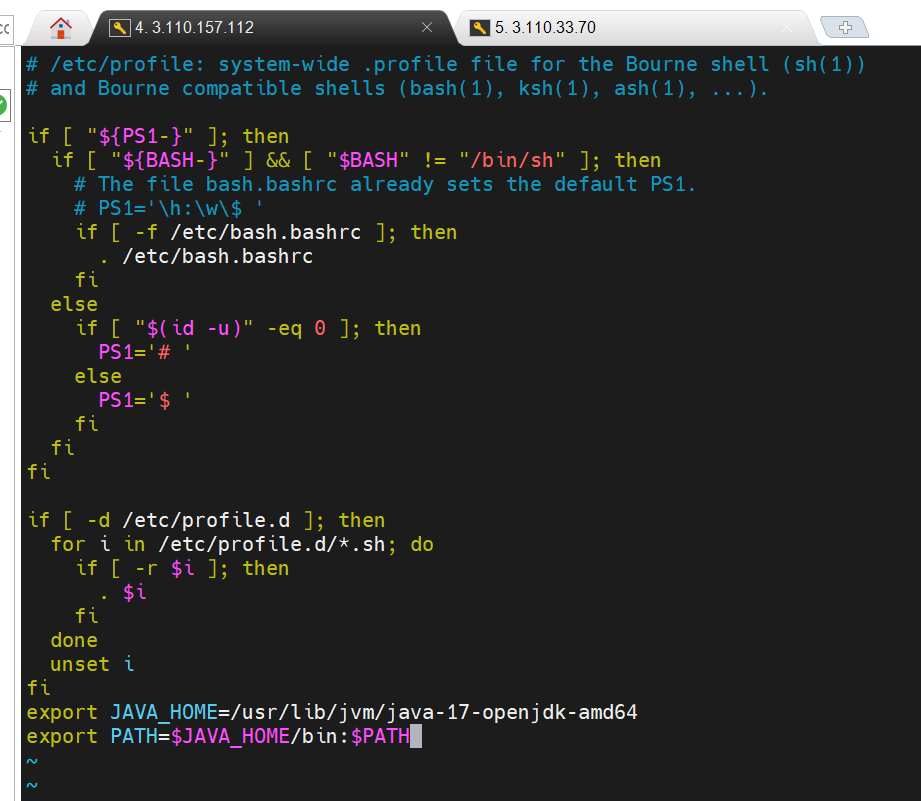 4. 3.110.157.112
5. 3.110.33.70
# /etc/profile: system-wide .profile file for the Bourne shell (sh(1))
# and Bourne compatible shells (bash(1), ksh(1), ash(1), ...).

if [ "${PS1-}" ]; then
  if [ "${BASH-}" ] && [ "$BASH" != "/bin/sh" ]; then
    # The file bash.bashrc already sets the default PS1.
    # PS1='\h:\w\$ '
    if [ -f /etc/bash.bashrc ]; then
      . /etc/bash.bashrc
    fi
  else
    if [ "$(id -u)" -eq 0 ]; then
      PS1='# '
    else
      PS1='$ '
    fi
  fi
fi

if [ -d /etc/profile.d ]; then
  for i in /etc/profile.d/*.sh; do
    if [ -r $i ]; then
      . $i
    fi
  done
  unset i
fi
export JAVA_HOME=/usr/lib/jvm/java-17-openjdk-amd64
export PATH=$JAVA_HOME/bin:$PATH
~
~